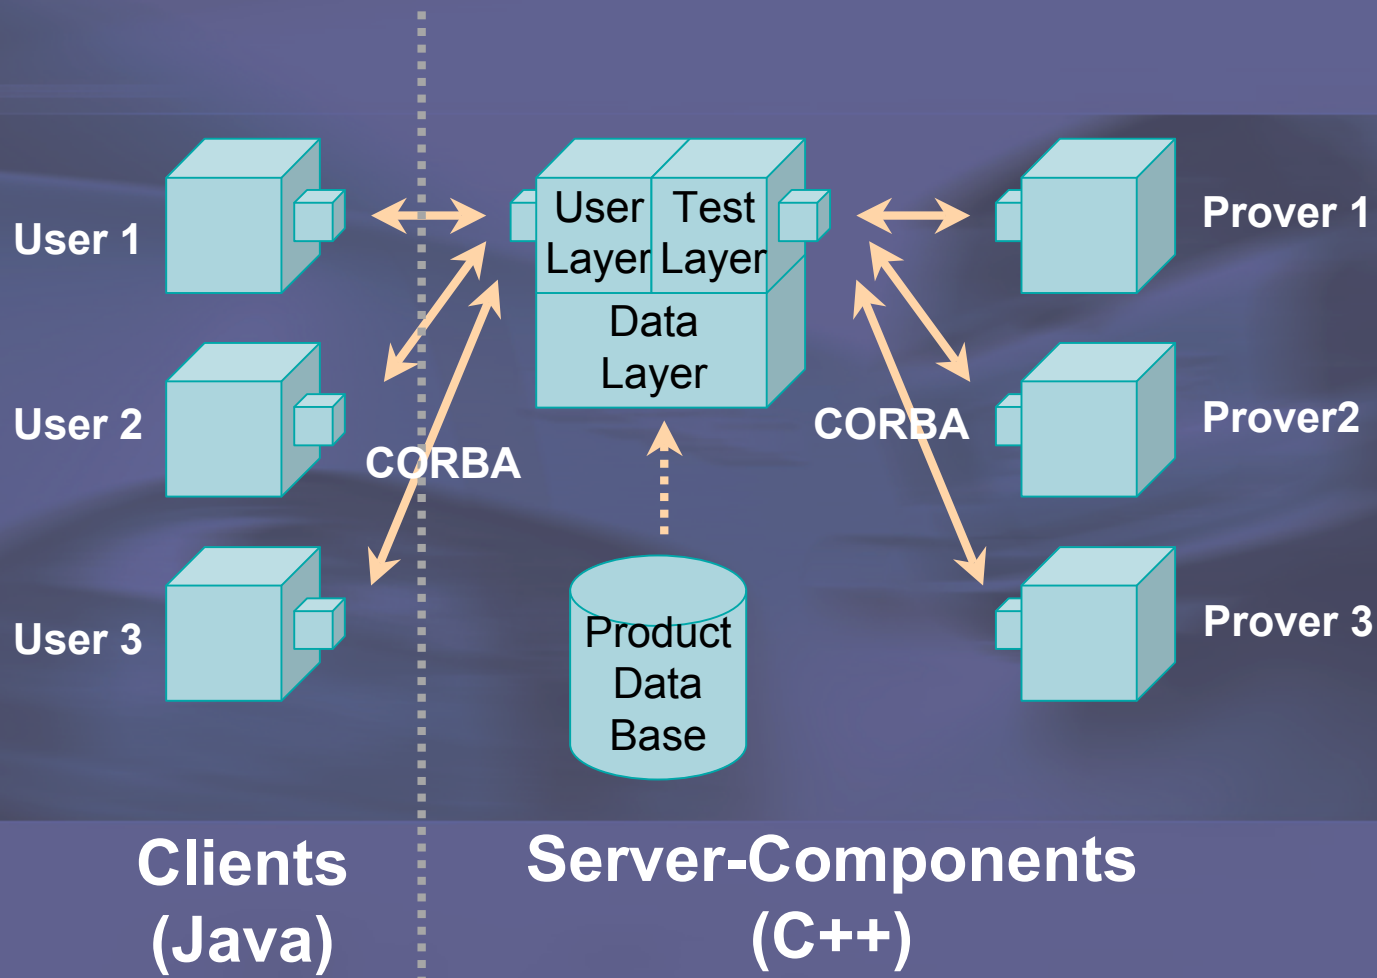 User 1
User 2
User 3
CORBA
User
Layer
Test
Layer
Data
Layer
Product
Data
Base
CORBA
Prover 1
Prover2
Prover 3
Clients
(Java)
Server-Components
(C++)